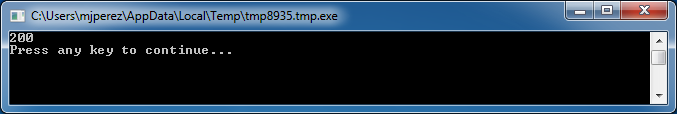 C:\Users\mjperez\AppData\Local\Temp\tmp8935.tmp.exe
200
Press any key to continue...